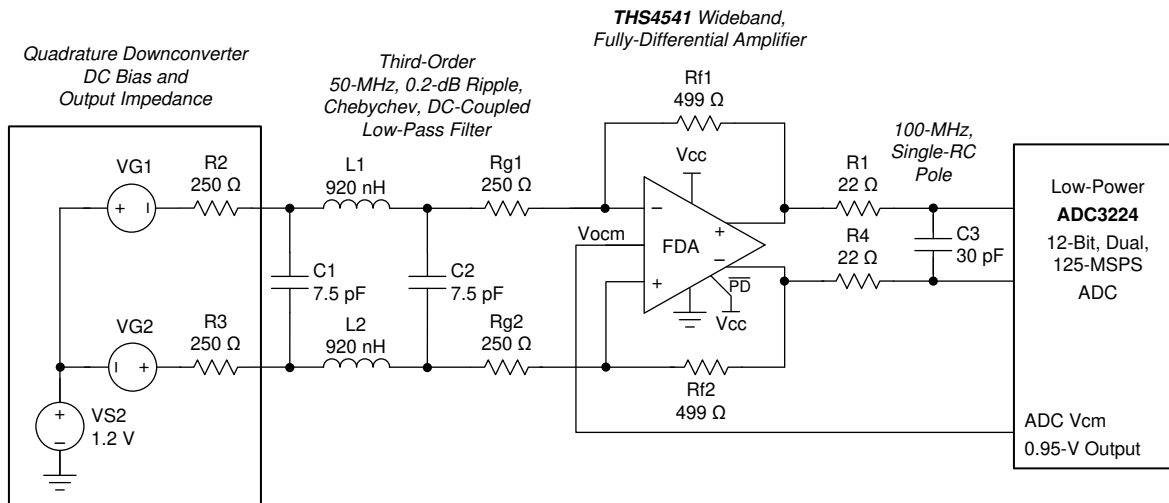 THS4541 Wideband,
Fully-Differential Amplifier
Quadrature Downconverter
DC Bias and
Output Impedance
Third-Order
50-MHz, 0.2-dB Ripple,
Chebychev, DC-Coupled
Low-Pass Filter
Rf1
499 Ω
100-MHz,
Single-RC
Pole
VG1
+ −
R2
250 Ω
L1
920 nH
Rg1
250 Ω
Vcc
R1
22 Ω
Low-Power
ADC3224
12-Bit, Dual,
125-MSPS
ADC
Vocm
−
+
FDA
+
−
PD
Vcc
R4
22 Ω
C3
30 pF
C1
7.5 pF
C2
7.5 pF
VG2
− +
R3
250 Ω
L2
920 nH
Rg2
250 Ω
Rf2
499 Ω
+
−
VS2
1.2 V
ADC Vcm
0.95-V Output